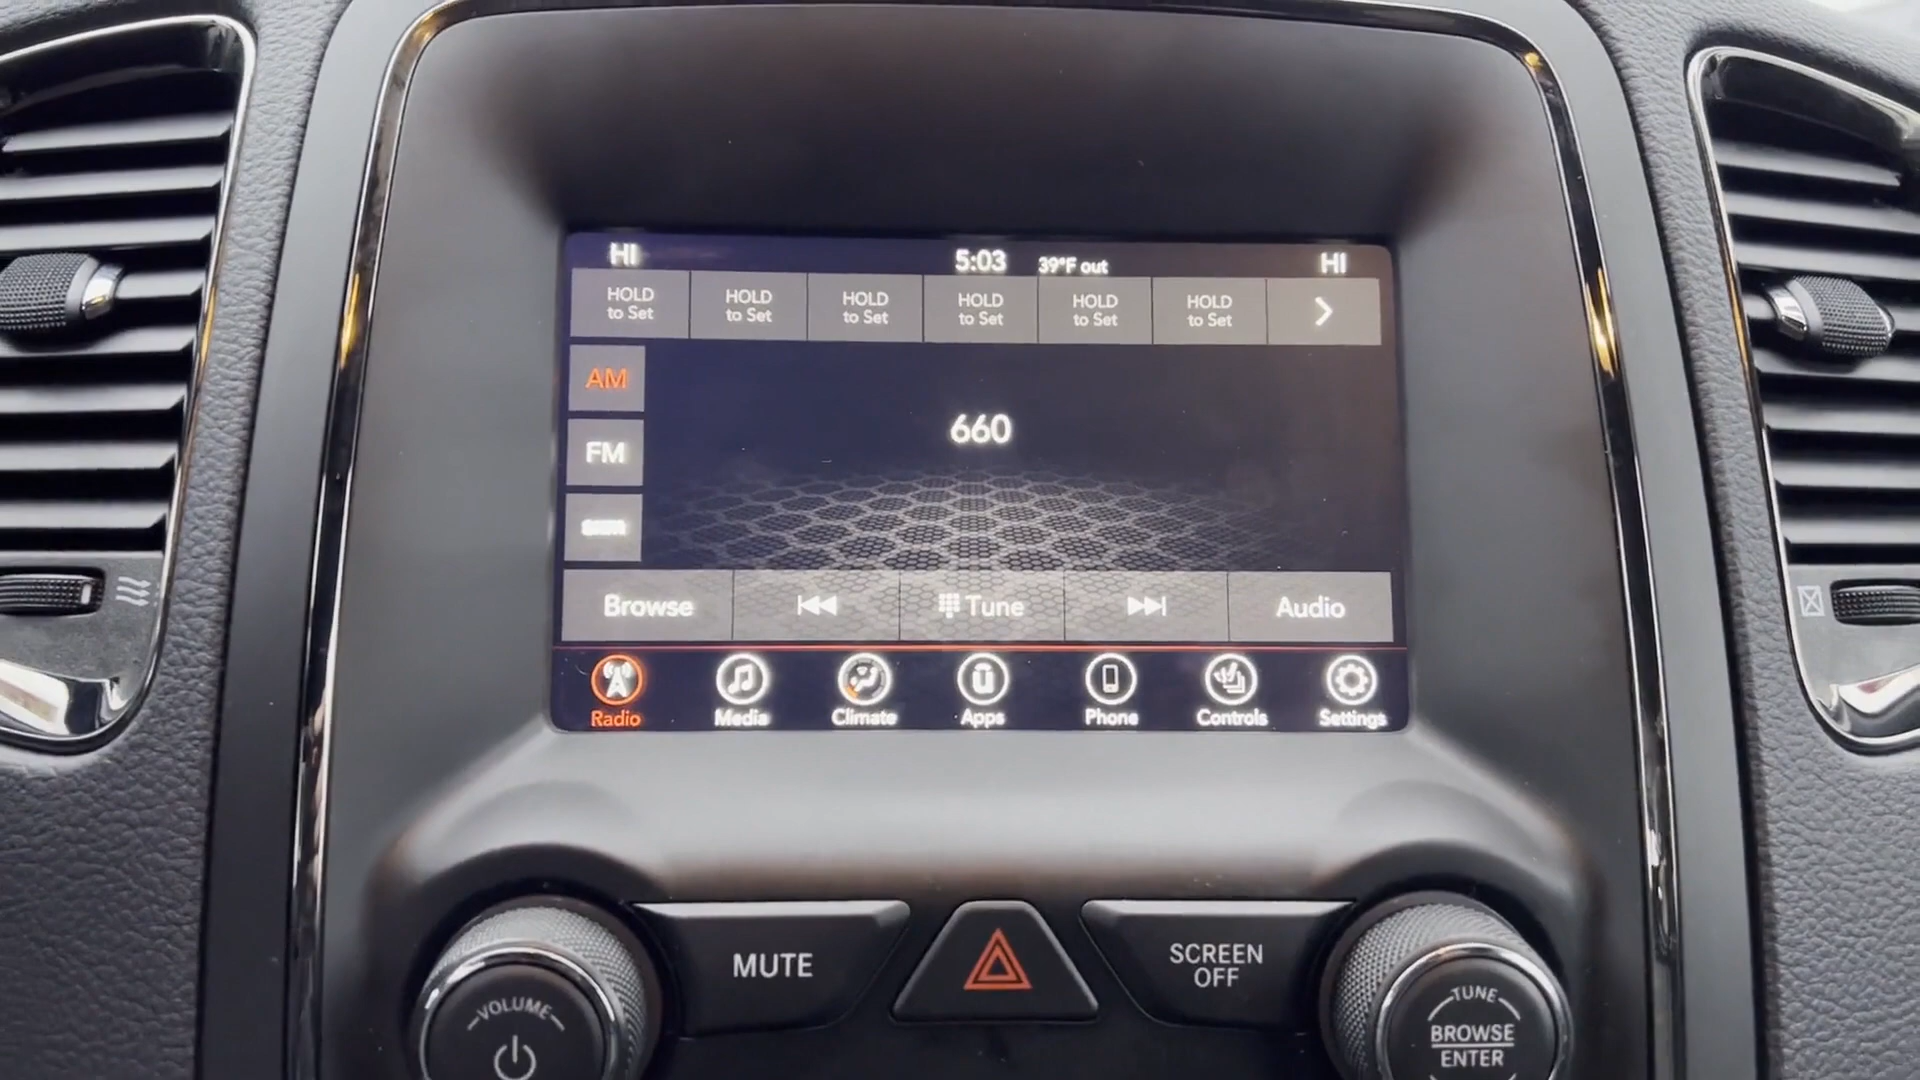 HI 5:03 39°F out HI
HOLD to Set
HOLD to Set
HOLD to Set
HOLD to Set
HOLD to Set
HOLD to Set
AM
660
FM
Browse Tune Audio
Radio Media Climate Apps Phone Controls Settings
MUTE
SCREEN OFF
VOLUME
TUNE
BROWSE
ENTER